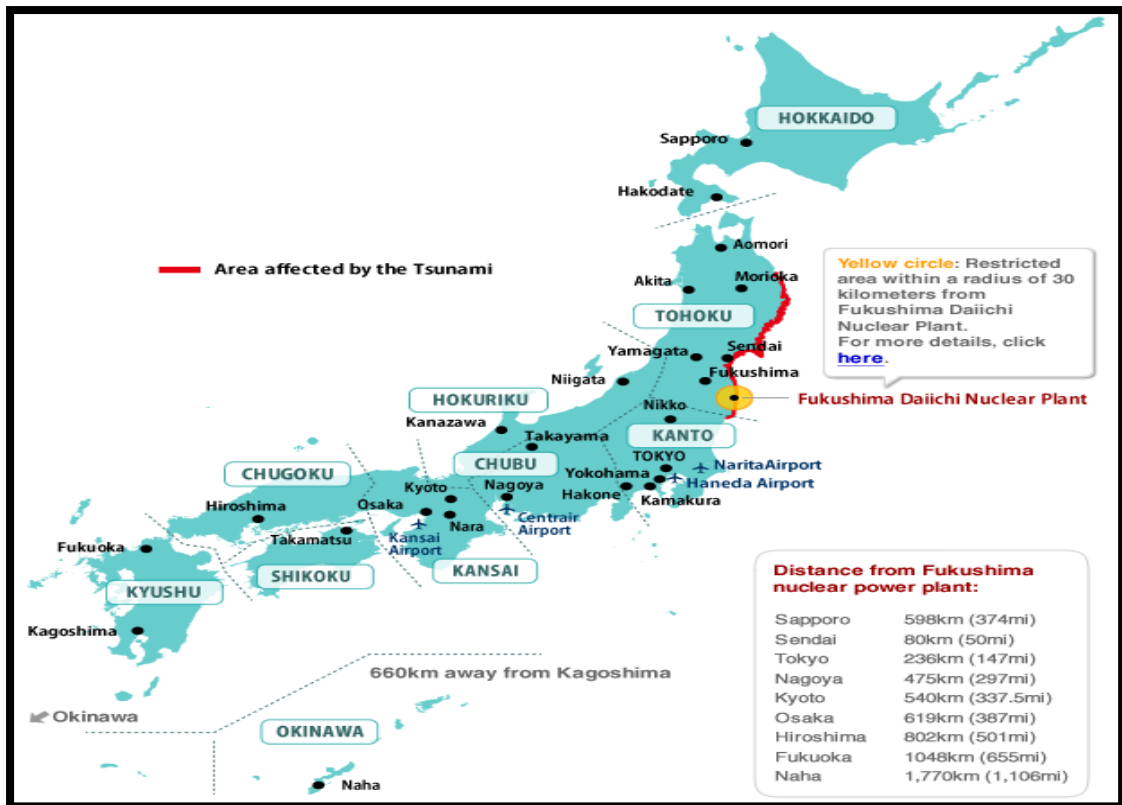 HOKKAIDO
Sapporo
Hakodate
Aomori
Area affected by the Tsunami
Akita
Morioka
TOHOKU
Yellow circle: Restricted
area within a radius of 30
kilometers from
Fukushima Daiichi
Nuclear Plant.
For more details, click
here.
Yamagata
Sendai
Niigata
Fukushima
HOKURIKU
Nikko
Fukushima Daiichi Nuclear Plant
Kanazawa
Takayama
KANTO
CHUGOKU
CHUBU
TOKYO
Yokohama
NaritaAirport
Kyoto
Nagoya
Hakone
Haneda Airport
Kamakura
Hiroshima
Osaka
Nara
Centrair
Airport
Takamatsu
Kansai
Airport
Fukuoka
SHIKOKU
KANSAI
KYUSHU
Kagoshima
660km away from Kagoshima
Okinawa
OKINAWA
Naha
Distance from Fukushima
nuclear power plant:
Sapporo 598km (374mi)
Sendai 80km (50mi)
Tokyo 236km (147mi)
Nagoya 475km (297mi)
Kyoto 540km (337.5mi)
Osaka 619km (387mi)
Hiroshima 802km (501mi)
Fukuoka 1048km (655mi)
Naha 1,770km (1,106mi)